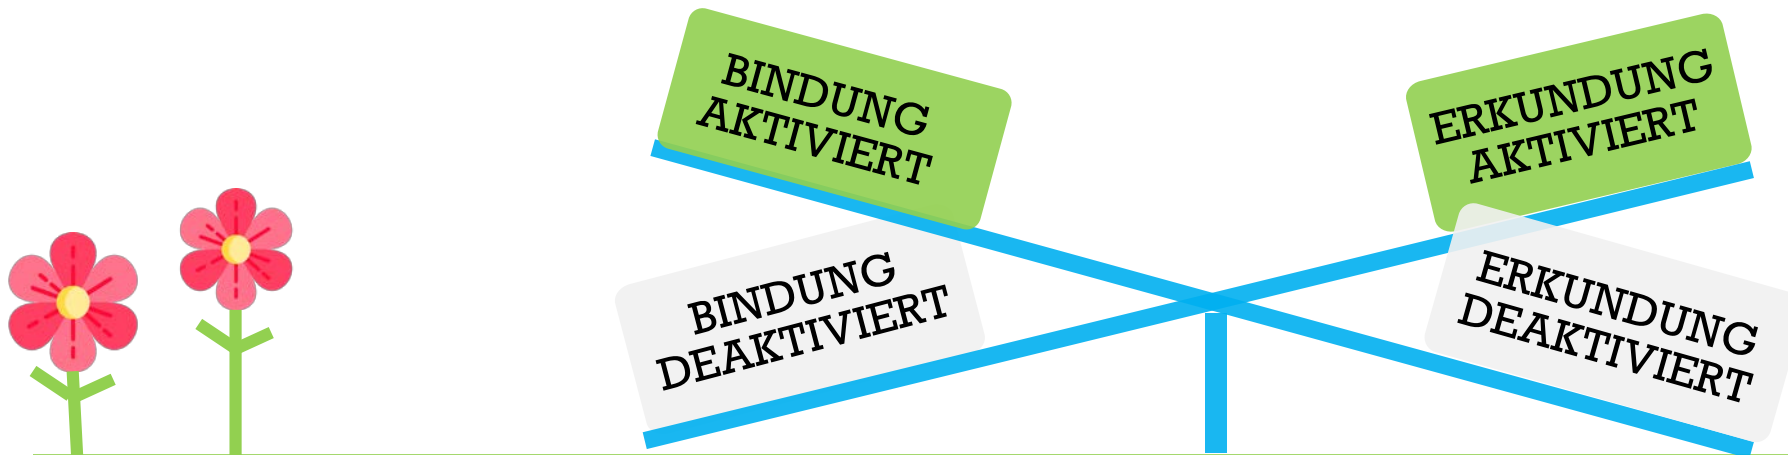 BINDUNG
AKTIVIERT
ERKUNDUNG
AKTIVIERT
BINDUNG
DEAKTIVIERT
ERKUNDUNG
DEAKTIVIERT